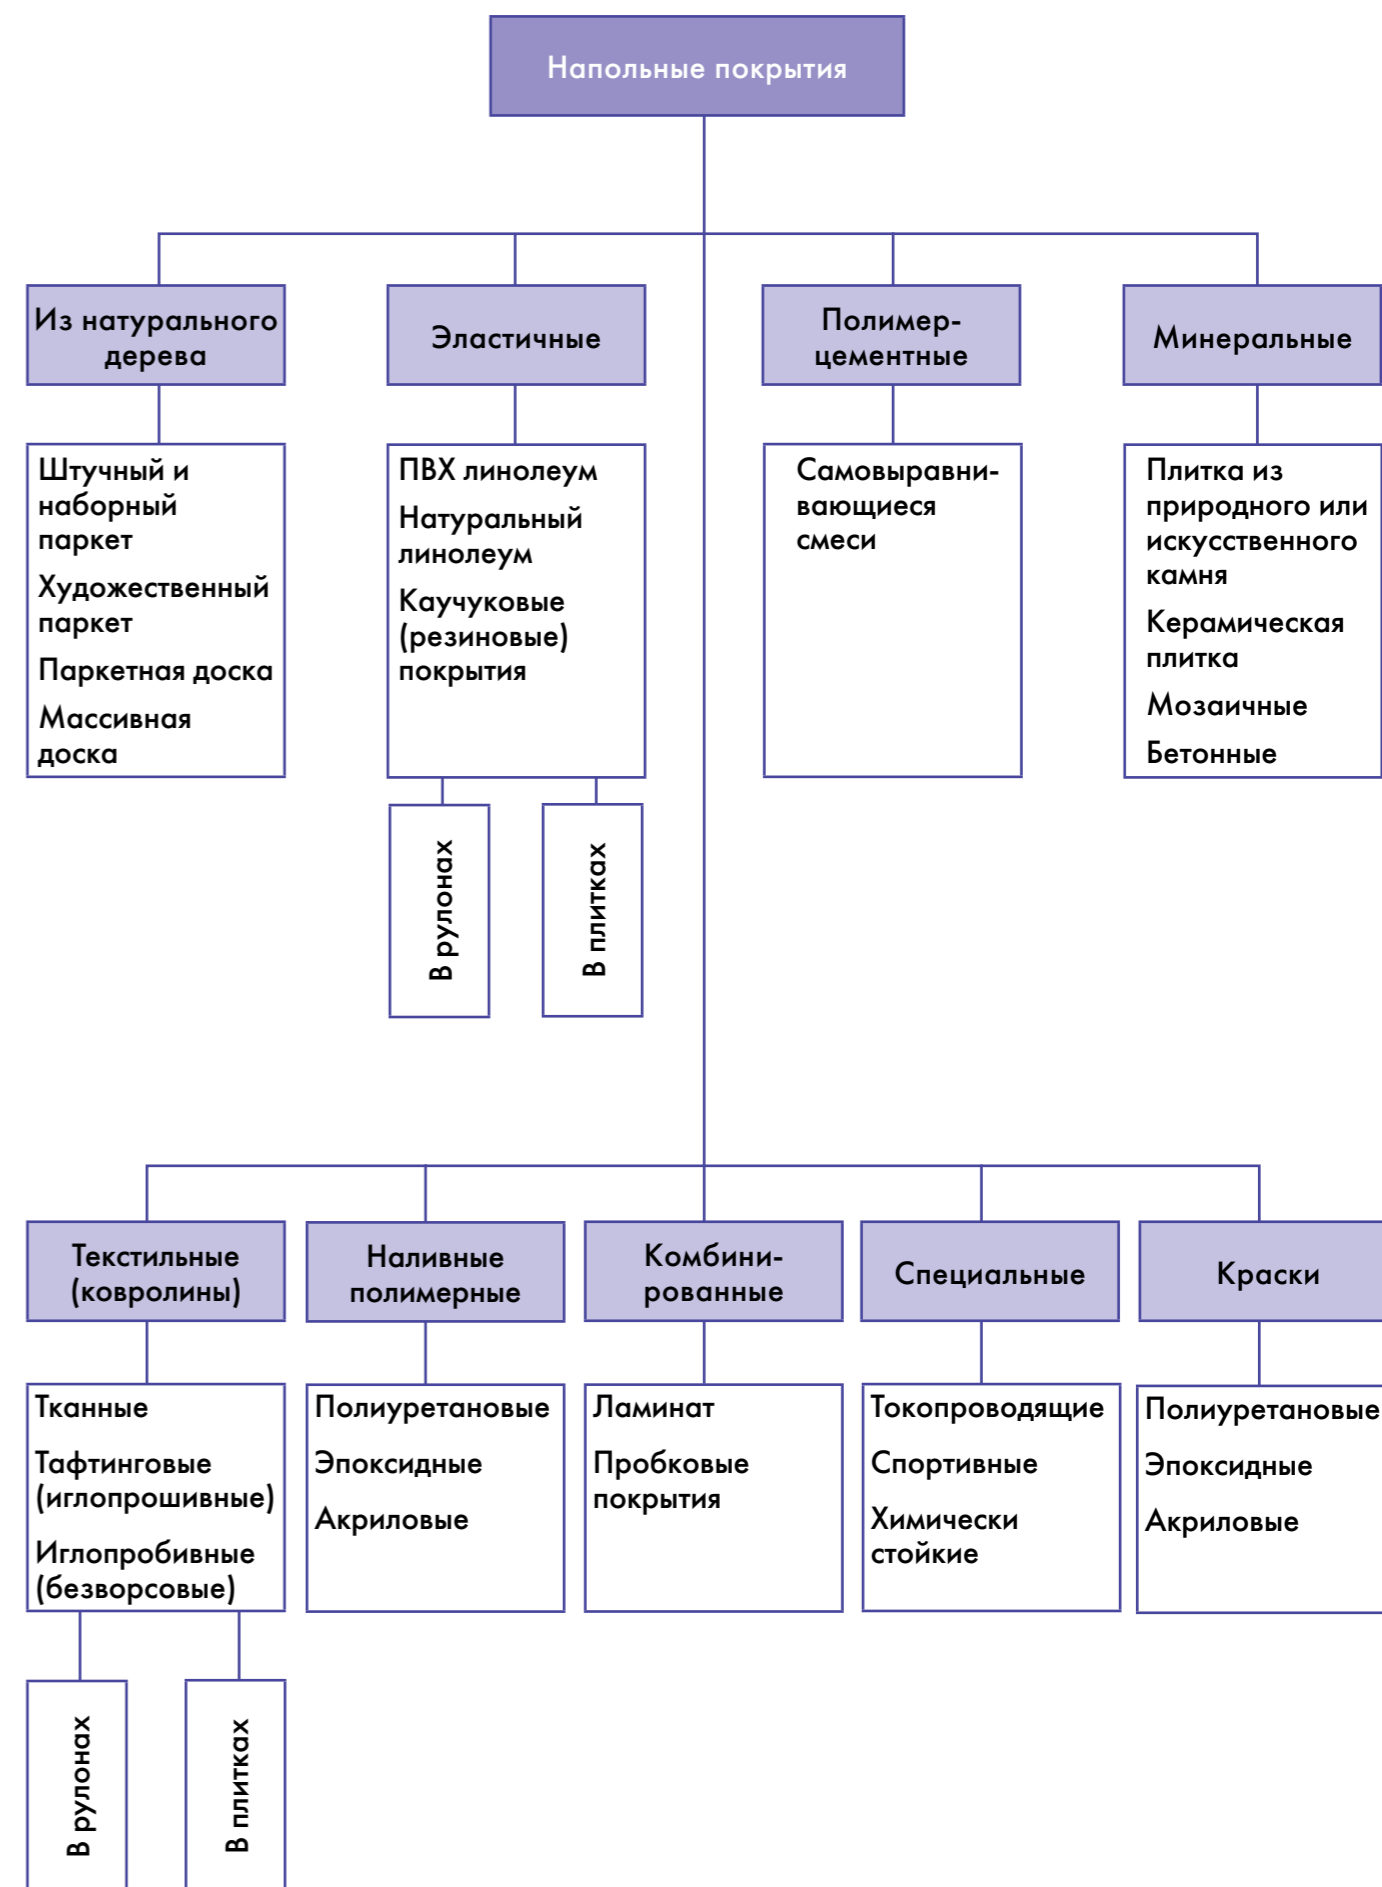 Напольные покрытия
Из натурального
дерева
Эластичные
Полимер-
цементные
Минеральные
Штучный и
наборный
паркет
Художественный
паркет
Паркетная доска
Массивная
доска
ПВХ линолеум
Натуральный
линолеум
Каучуковые
(резиновые)
покрытия
Самовыравни-
вающиеся
смеси
Плитка из
природного или
искусственного
камня
Керамическая
плитка
Мозаичные
Бетонные
В рулонах
В плитках
Текстильные
(ковролины)
Наливные
полимерные
Комбини-
рованные
Специальные
Краски
Тканные
Тафтинговые
(иглопрошивные)
Иглопробивные
(безворсовые)
Полиуретановые
Эпоксидные
Акриловые
Ламинат
Пробковые
покрытия
Токопроводящие
Спортивные
Химически
стойкие
Полиуретановые
Эпоксидные
Акриловые
В рулонах
В плитках